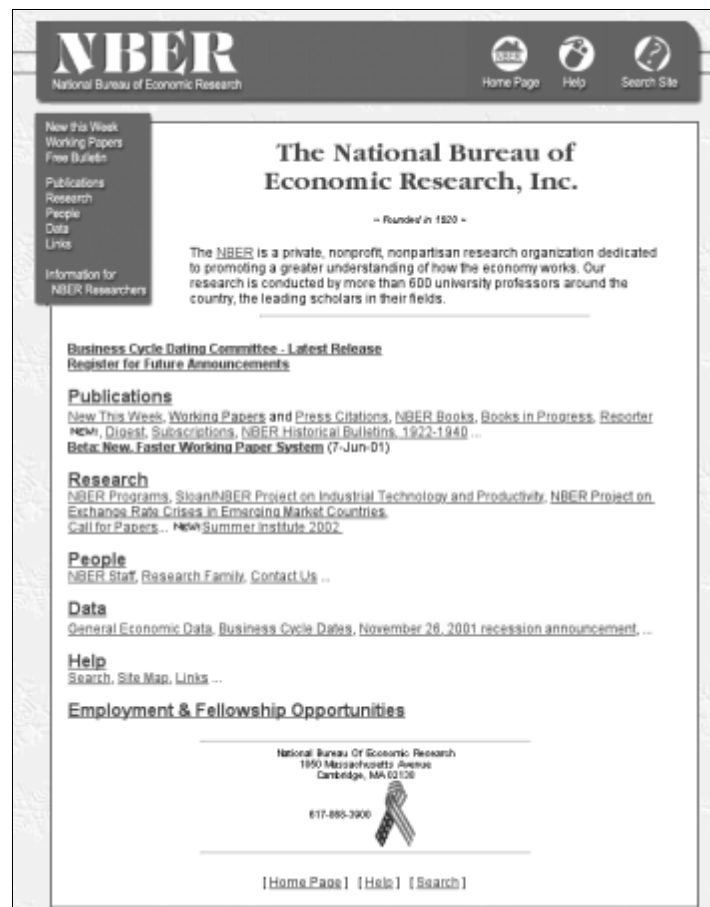 NBER
National Bureau of Economic Research
Home Page Help Search Site
New this Week
Working Papers
Free Bulletin
Publications
Research
People
Data
Links
Information for
NBER Researchers
The National Bureau of
Economic Research, Inc.
~ Founded in 1920 ~
The NBER is a private, nonprofit, nonpartisan research organization dedicated
to promoting a greater understanding of how the economy works. Our
research is conducted by more than 600 university professors around the
country, the leading scholars in their fields.
Business Cycle Dating Committee - Latest Release
Register for Future Announcements
Publications
New This Week, Working Papers and Press Citations, NBER Books, Books in Progress, Reporter
NEW!, Digest, Subscriptions, NBER Historical Bulletins, 1922-1940 ...
Beta: New, Faster Working Paper System (7-Jun-01)
Research
NBER Programs, Sloan/NBER Project on Industrial Technology and Productivity, NBER Project on
Exchange Rate Crises in Emerging Market Countries,
Call for Papers... NEW! Summer Institute 2002
People
NBER Staff, Research Family, Contact Us ...
Data
General Economic Data, Business Cycle Dates, November 26, 2001 recession announcement, ...
Help
Search, Site Map, Links ...
Employment & Fellowship Opportunities
National Bureau Of Economic Research
1050 Massachusetts Avenue
Cambridge, MA 02138
617-868-3900
[Home Page] [Help] [Search]